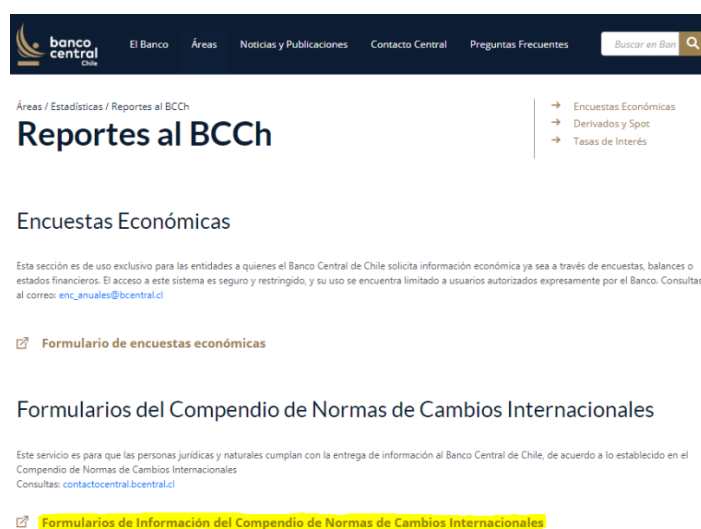 banco
central
Chile
El Banco
Áreas
Noticias y Publicaciones
Contacto Central
Preguntas Frecuentes
Buscar en Ban
Áreas / Estadísticas / Reportes al BCCh
Reportes al BCCh
→ Encuestas Económicas
→ Derivados y Spot
→ Tasas de Interés
Encuestas Económicas
Esta sección es de uso exclusivo para las entidades a quienes el Banco Central de Chile solicita información económica ya sea a través de encuestas, balances o
estados financieros. El acceso a este sistema es seguro y restringido, y su uso se encuentra limitado a usuarios autorizados expresamente por el Banco. Consultas
al correo: enc_anuales@bcentral.cl
Formulario de encuestas económicas
Formularios del Compendio de Normas de Cambios Internacionales
Este servicio es para que las personas jurídicas y naturales cumplan con la entrega de información al Banco Central de Chile, de acuerdo a lo establecido en el
Compendio de Normas de Cambios Internacionales
Consultas: contactocentral.bcentral.cl
Formularios de Información del Compendio de Normas de Cambios Internacionales